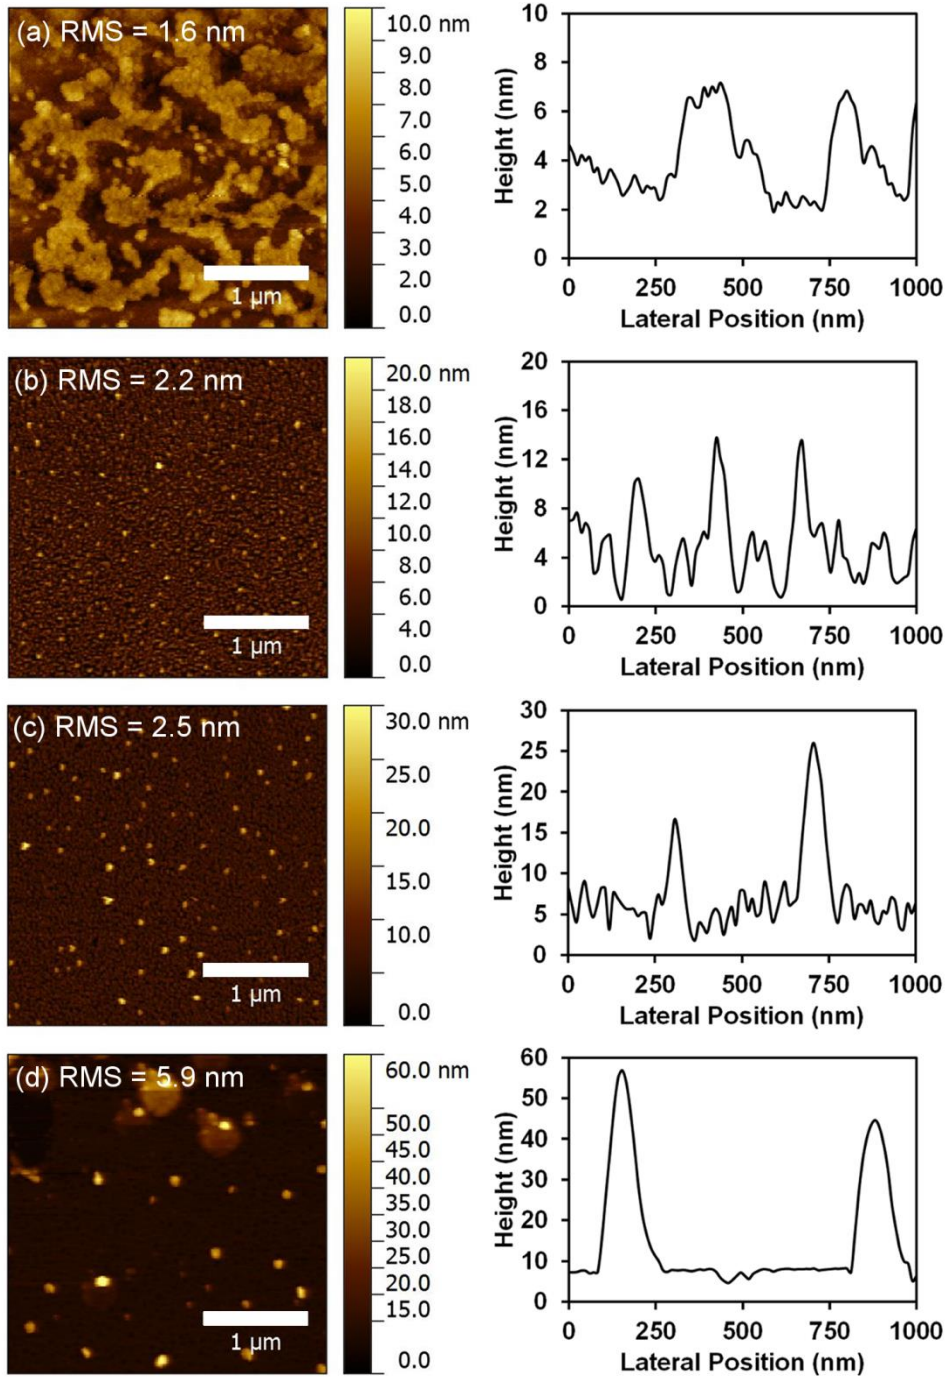 (a) RMS = 1.6 nm
1 µm
10.0 nm
9.0
8.0
7.0
6.0
5.0
4.0
3.0
2.0
0.0
Height (nm)
10
8
6
4
2
0
0 250 500 750 1000
Lateral Position (nm)
(b) RMS = 2.2 nm
1 µm
20.0 nm
18.0
16.0
14.0
12.0
10.0
8.0
6.0
4.0
0.0
Height (nm)
20
16
12
8
4
0
0 250 500 750 1000
Lateral Position (nm)
(c) RMS = 2.5 nm
1 µm
30.0 nm
25.0
20.0
15.0
10.0
0.0
Height (nm)
30
25
20
15
10
5
0
0 250 500 750 1000
Lateral Position (nm)
(d) RMS = 5.9 nm
1 µm
60.0 nm
50.0
45.0
40.0
35.0
30.0
25.0
20.0
15.0
0.0
Height (nm)
60
50
40
30
20
10
0
0 250 500 750 1000
Lateral Position (nm)